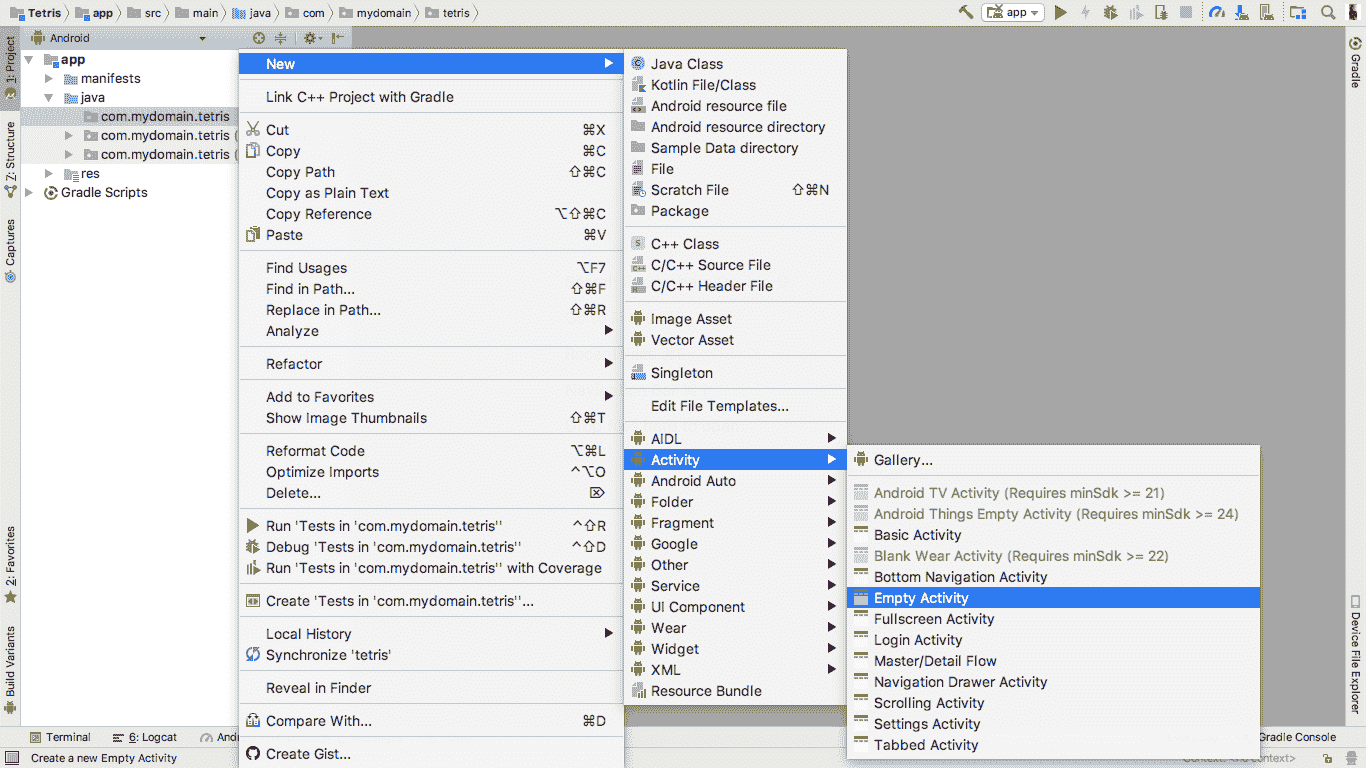 Tetris app src main java com mydomain tetris
app
Android
1: Project
Z: Structure
Captures
2: Favorites
Build Variants
app
manifests
java
com.mydomain.tetris
com.mydomain.tetris (
com.mydomain.tetris (
res
Gradle Scripts
New
Link C++ Project with Gradle
Cut ⌘X
Copy ⌘C
Copy Path ⇧⌘C
Copy as Plain Text
Copy Reference ⌥⇧⌘C
Paste ⌘V
Find Usages ⌥F7
Find in Path... ⇧⌘F
Replace in Path... ⇧⌘R
Analyze
Refactor
Add to Favorites
Show Image Thumbnails ⇧⌘T
Reformat Code ⌥⌘L
Optimize Imports ^⌥O
Delete... ⌦
Run 'Tests in 'com.mydomain.tetris'' ^⇧R
Debug 'Tests in 'com.mydomain.tetris'' ^⇧D
Run 'Tests in 'com.mydomain.tetris'' with Coverage
Create 'Tests in 'com.mydomain.tetris''...
Local History
Synchronize 'tetris'
Reveal in Finder
Compare With... ⌘D
Create Gist...
Java Class
Kotlin File/Class
Android resource file
Android resource directory
Sample Data directory
File
Scratch File ⇧⌘N
Package
C++ Class
C/C++ Source File
C/C++ Header File
Image Asset
Vector Asset
Singleton
Edit File Templates...
AIDL
Activity
Android Auto
Folder
Fragment
Google
Other
Service
UI Component
Wear
Widget
XML
Resource Bundle
Gallery...
Android TV Activity (Requires minSdk >= 21)
Android Things Empty Activity (Requires minSdk >= 24)
Basic Activity
Blank Wear Activity (Requires minSdk >= 22)
Bottom Navigation Activity
Empty Activity
Fullscreen Activity
Login Activity
Master/Detail Flow
Navigation Drawer Activity
Scrolling Activity
Settings Activity
Tabbed Activity
Gradle
Device File Explorer
Terminal 6: Logcat And
Gradle Console
Create a new Empty Activity
Context: <no context>